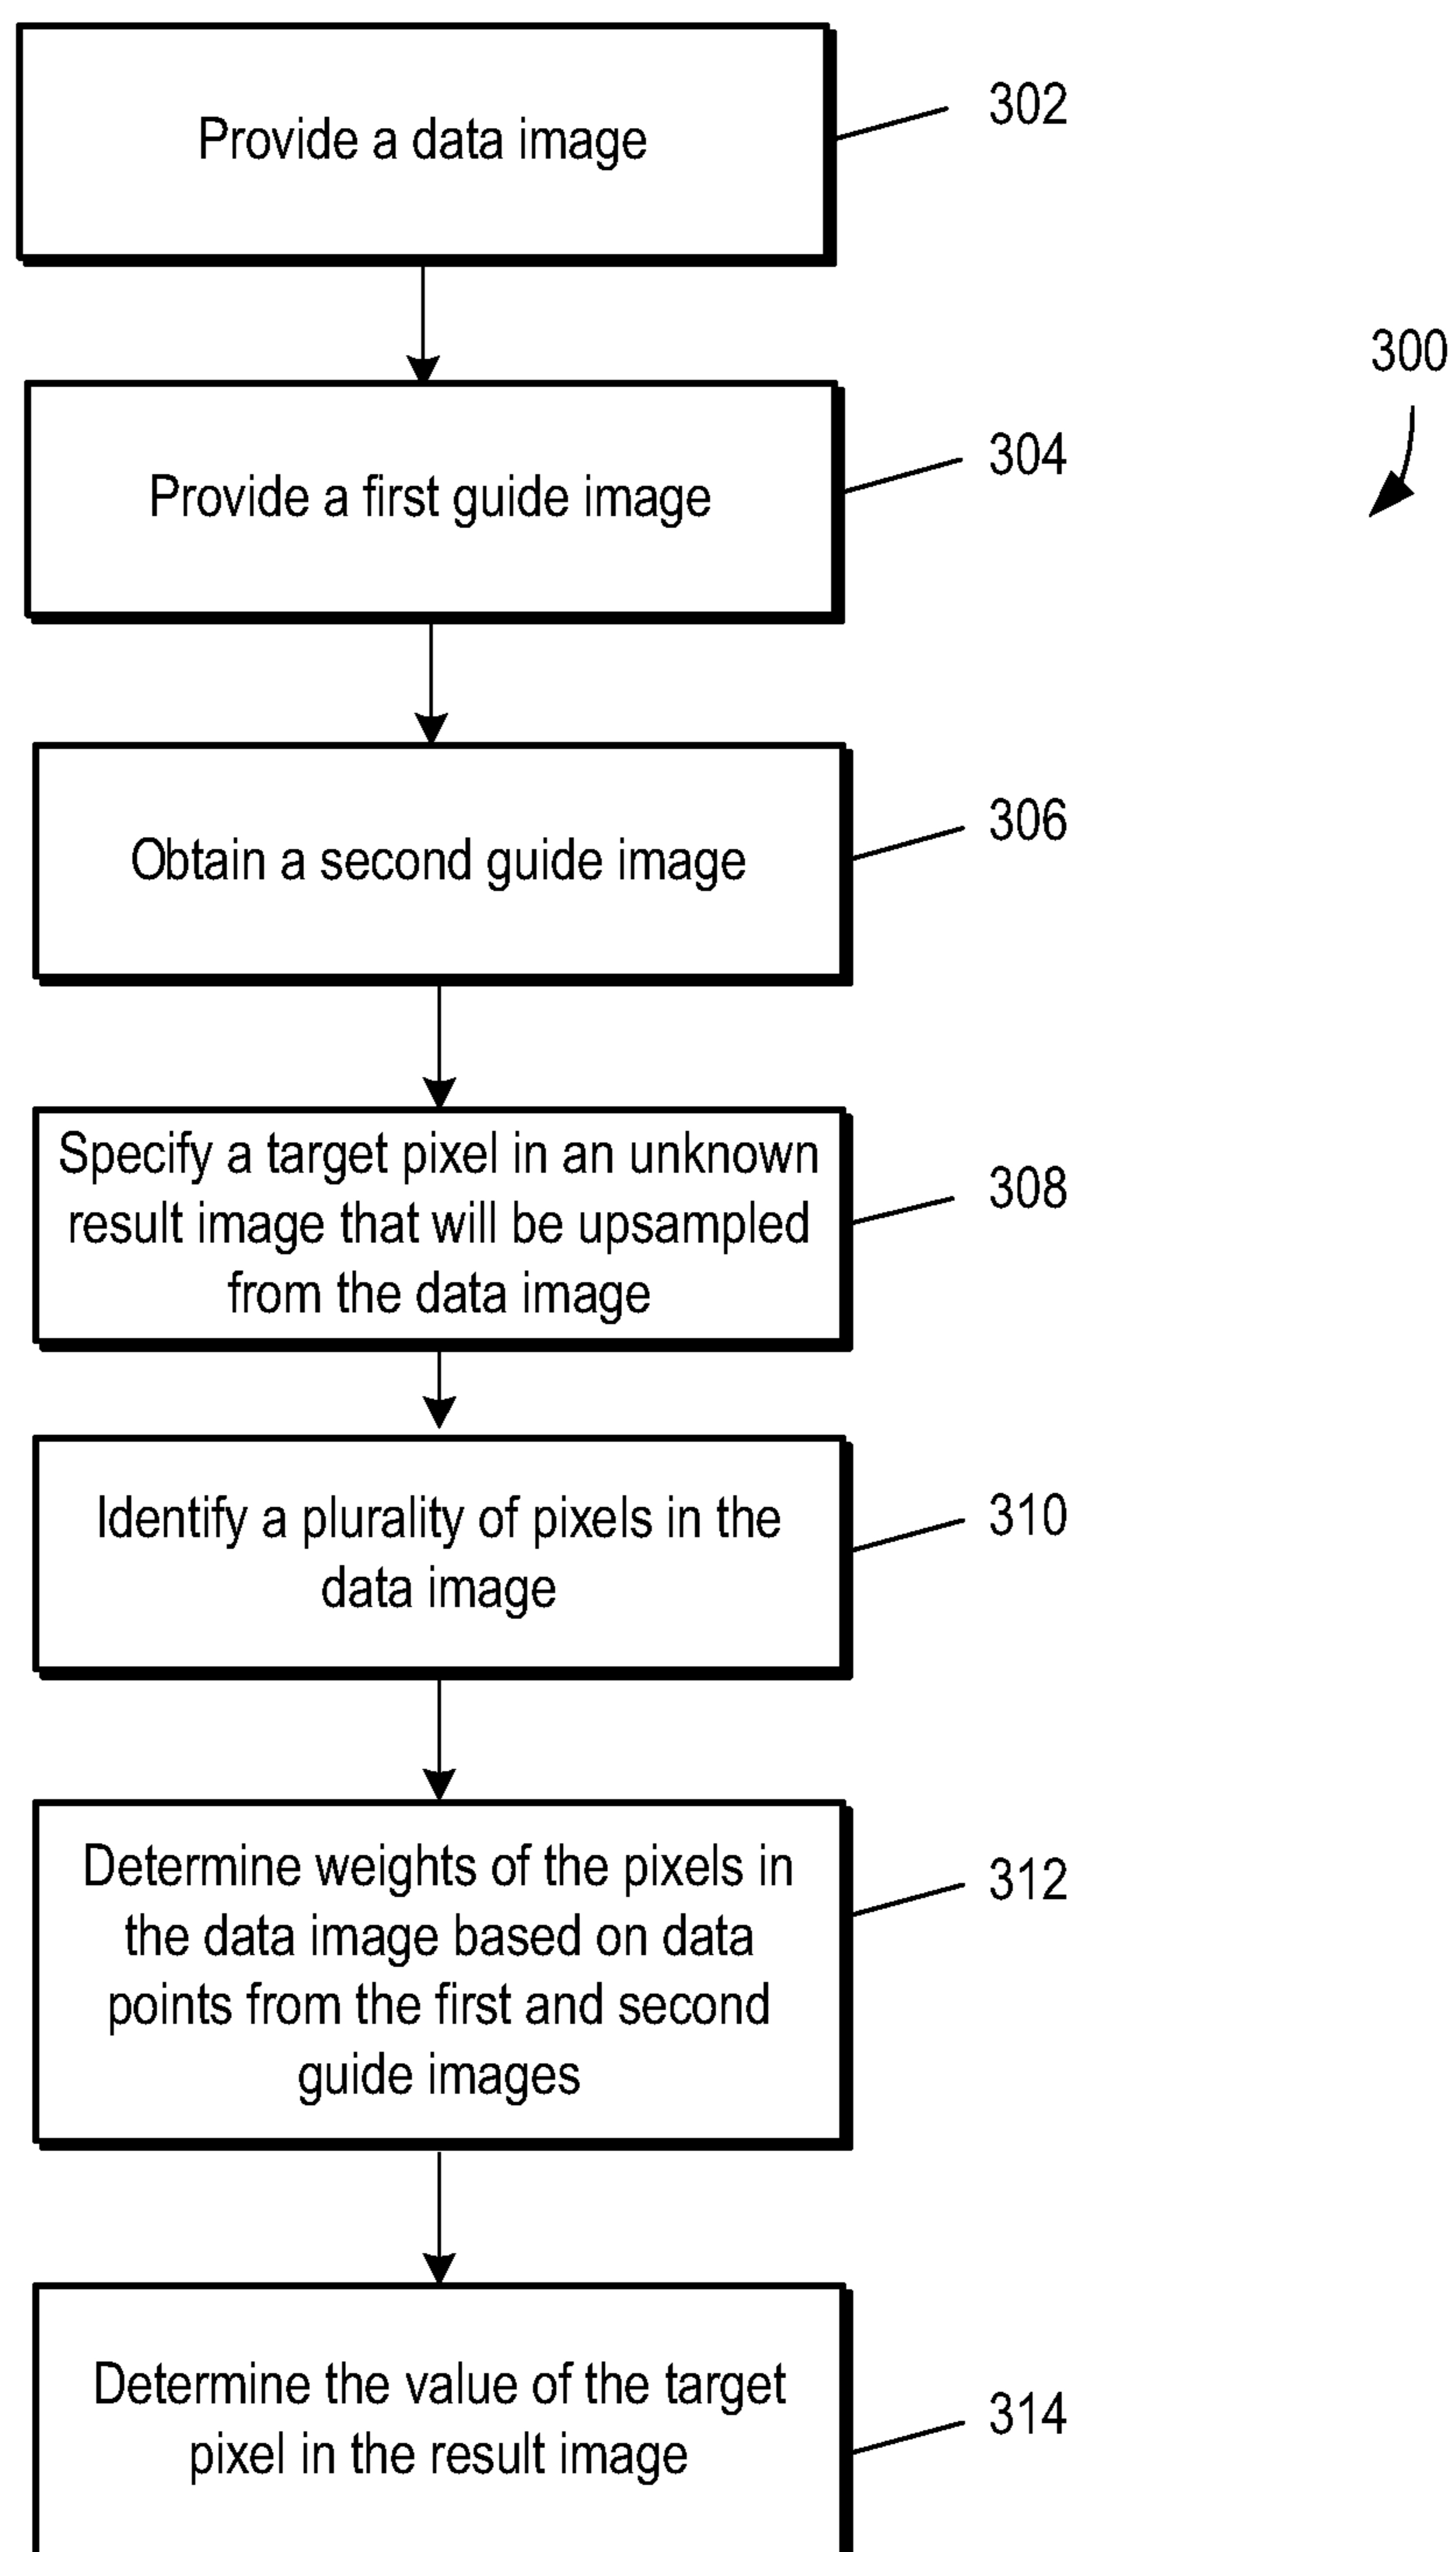 Provide a data image
302
300
Provide a first guide image
304
Obtain a second guide image
306
Specify a target pixel in an unknown
result image that will be upsampled
from the data image
308
Identify a plurality of pixels in the
data image
310
Determine weights of the pixels in
the data image based on data
points from the first and second
guide images
312
Determine the value of the target
pixel in the result image
314